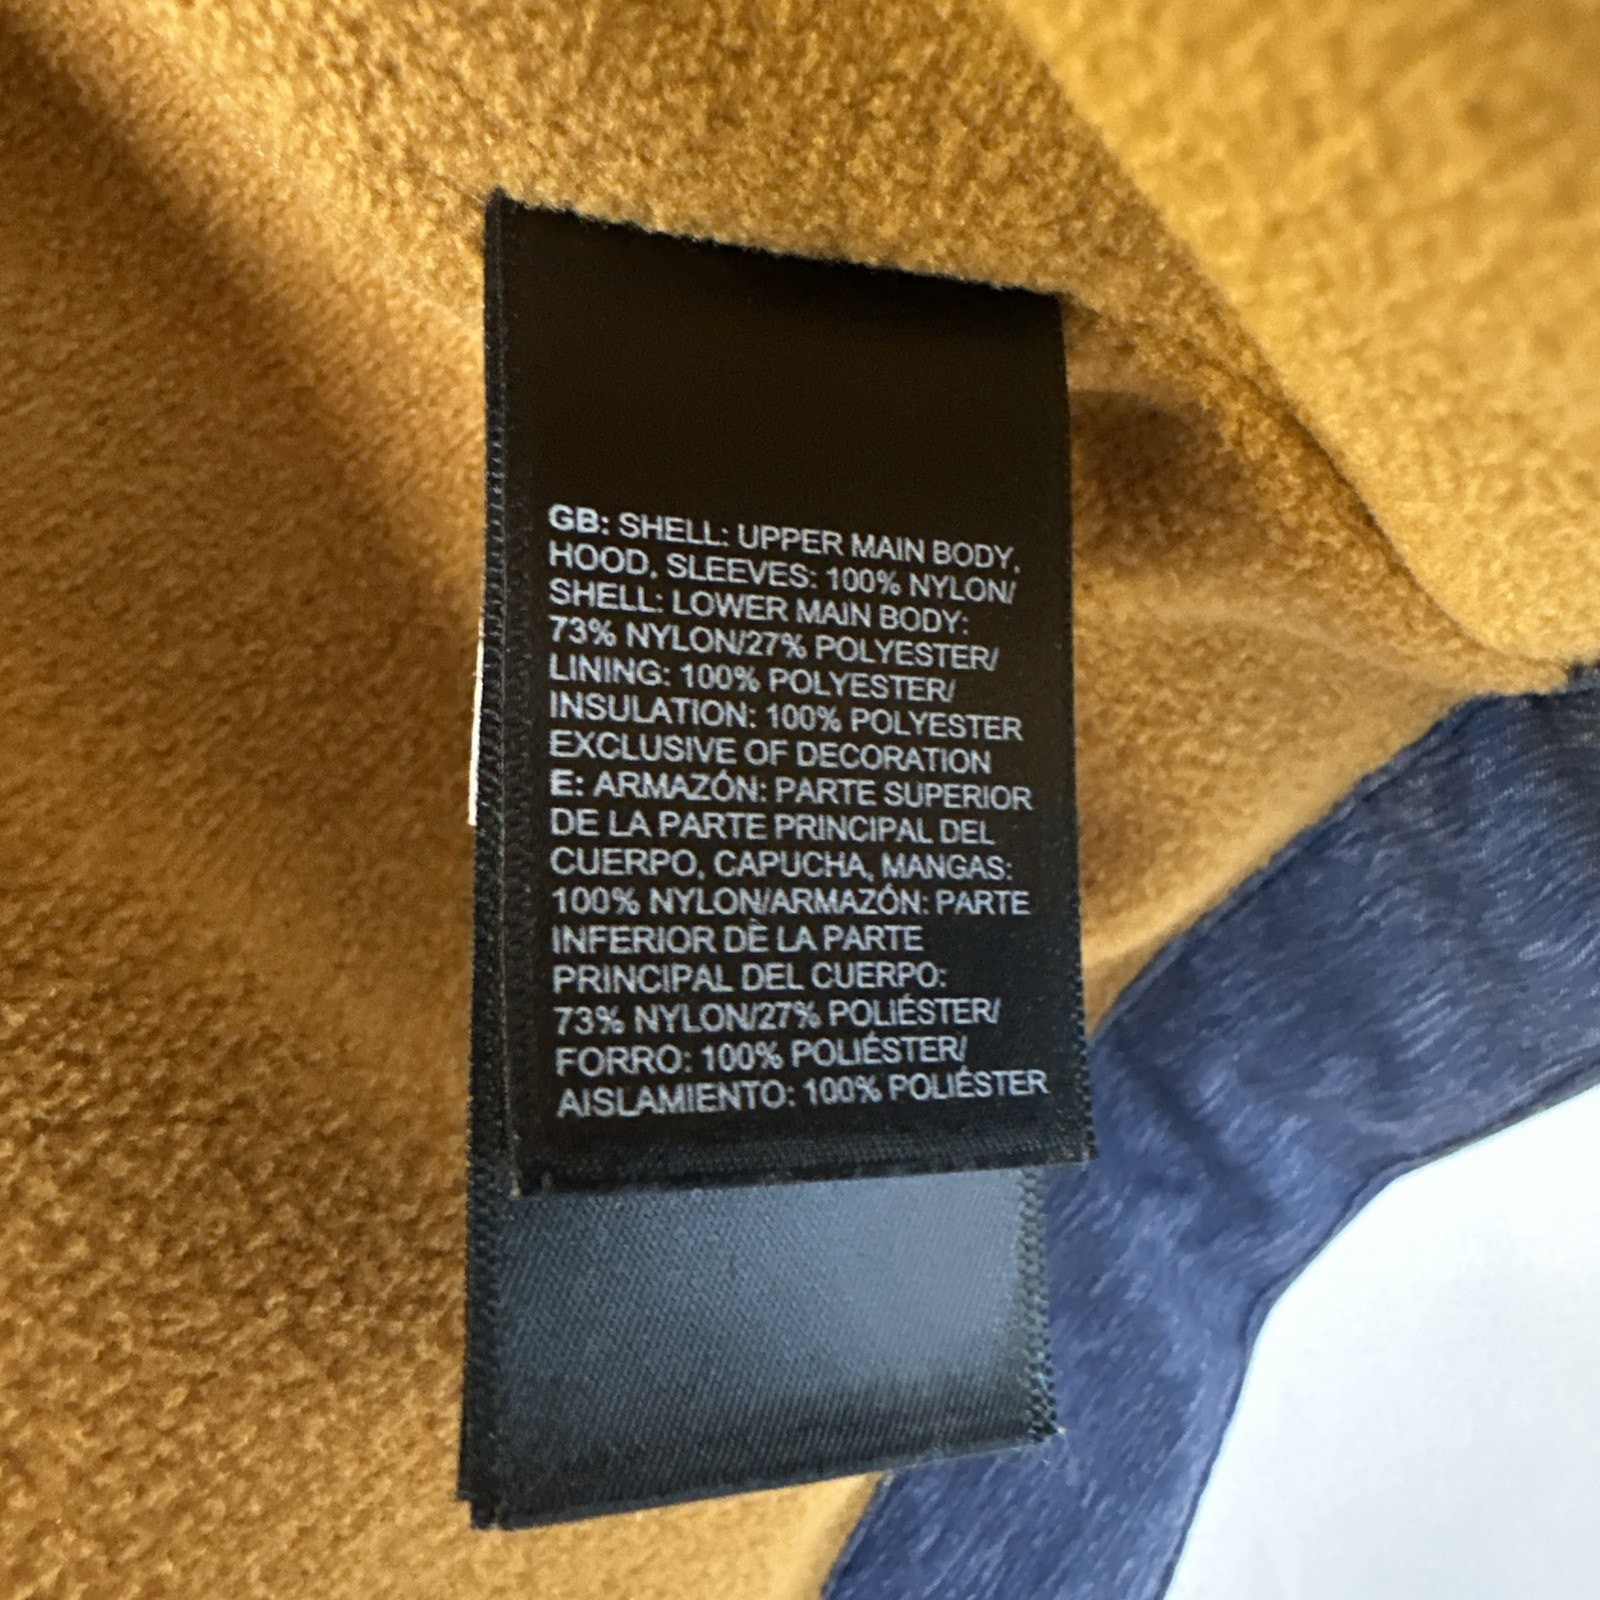 GB: SHELL: UPPER MAIN BODY,
HOOD, SLEEVES: 100% NYLON/
SHELL: LOWER MAIN BODY:
73% NYLON/27% POLYESTER/
LINING: 100% POLYESTER/
INSULATION: 100% POLYESTER
EXCLUSIVE OF DECORATION
E: ARMAZÓN: PARTE SUPERIOR
DE LA PARTE PRINCIPAL DEL
CUERPO, CAPUCHA, MANGAS:
100% NYLON/ARMAZÓN: PARTE
INFERIOR DE LA PARTE
PRINCIPAL DEL CUERPO:
73% NYLON/27% POLIÉSTER/
FORRO: 100% POLIÉSTER/
AISLAMIENTO: 100% POLIÉSTER